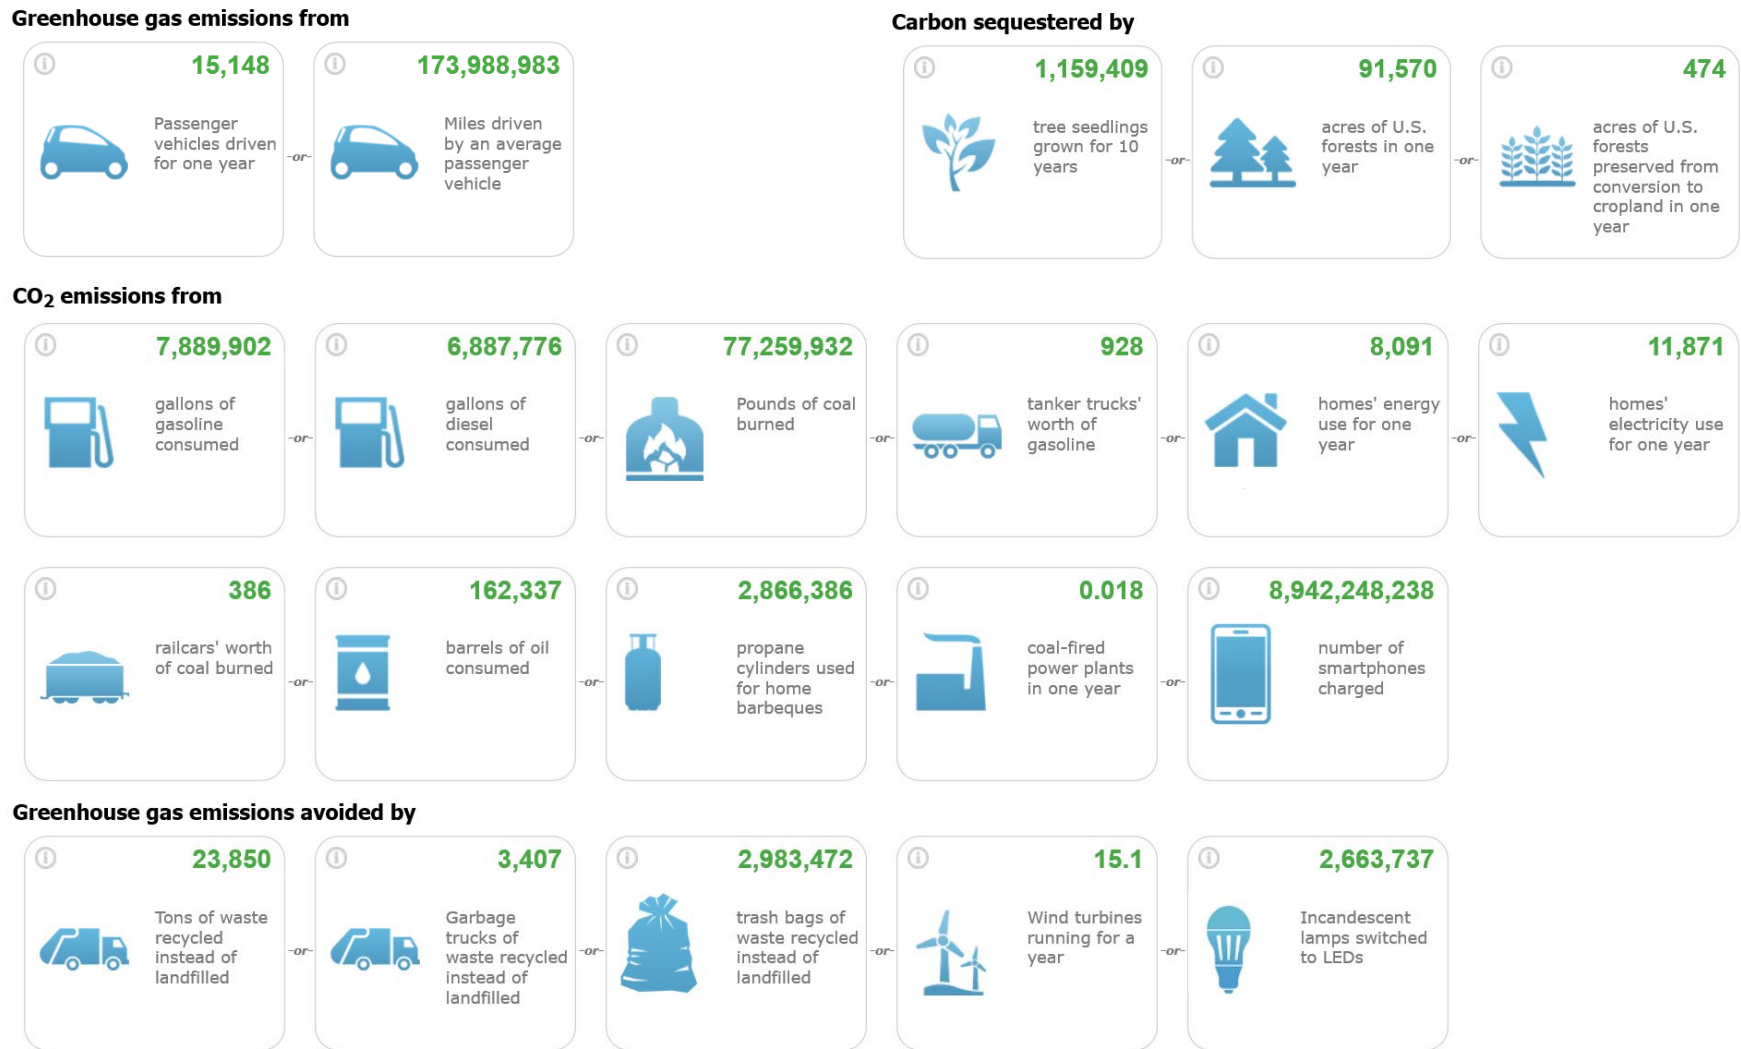 Greenhouse gas emissions from
15,148
Passenger
vehicles driven
for one year
-or-
173,988,983
Miles driven
by an average
passenger
vehicle
Carbon sequestered by
1,159,409
tree seedlings
grown for 10
years
-or-
91,570
acres of U.S.
forests in one
year
-or-
474
acres of U.S.
forests
preserved from
conversion to
cropland in one
year
CO2 emissions from
7,889,902
gallons of
gasoline
consumed
-or-
6,887,776
gallons of
diesel
consumed
-or-
77,259,932
Pounds of coal
burned
-or-
928
tanker trucks'
worth of
gasoline
-or-
8,091
homes' energy
use for one
year
-or-
11,871
homes'
electricity use
for one year
386
railcars' worth
of coal burned
-or-
162,337
barrels of oil
consumed
-or-
2,866,386
propane
cylinders used
for home
barbeques
-or-
0.018
coal-fired
power plants
in one year
-or-
8,942,248,238
number of
smartphones
charged
Greenhouse gas emissions avoided by
23,850
Tons of waste
recycled
instead of
landfilled
-or-
3,407
Garbage
trucks of
waste recycled
instead of
landfilled
-or-
2,983,472
trash bags of
waste recycled
instead of
landfilled
-or-
15.1
Wind turbines
running for a
year
-or-
2,663,737
Incandescent
lamps switched
to LEDs